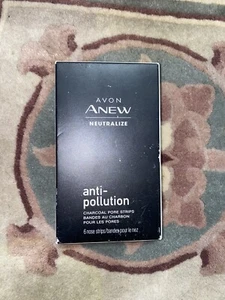 AVON
ANEW
NEUTRALIZE
anti-
pollution
CHARCOAL PORE STRIPS
BANDES AU CHARBON
POUR LES PORES
6 nose strips/bandes pour le nez